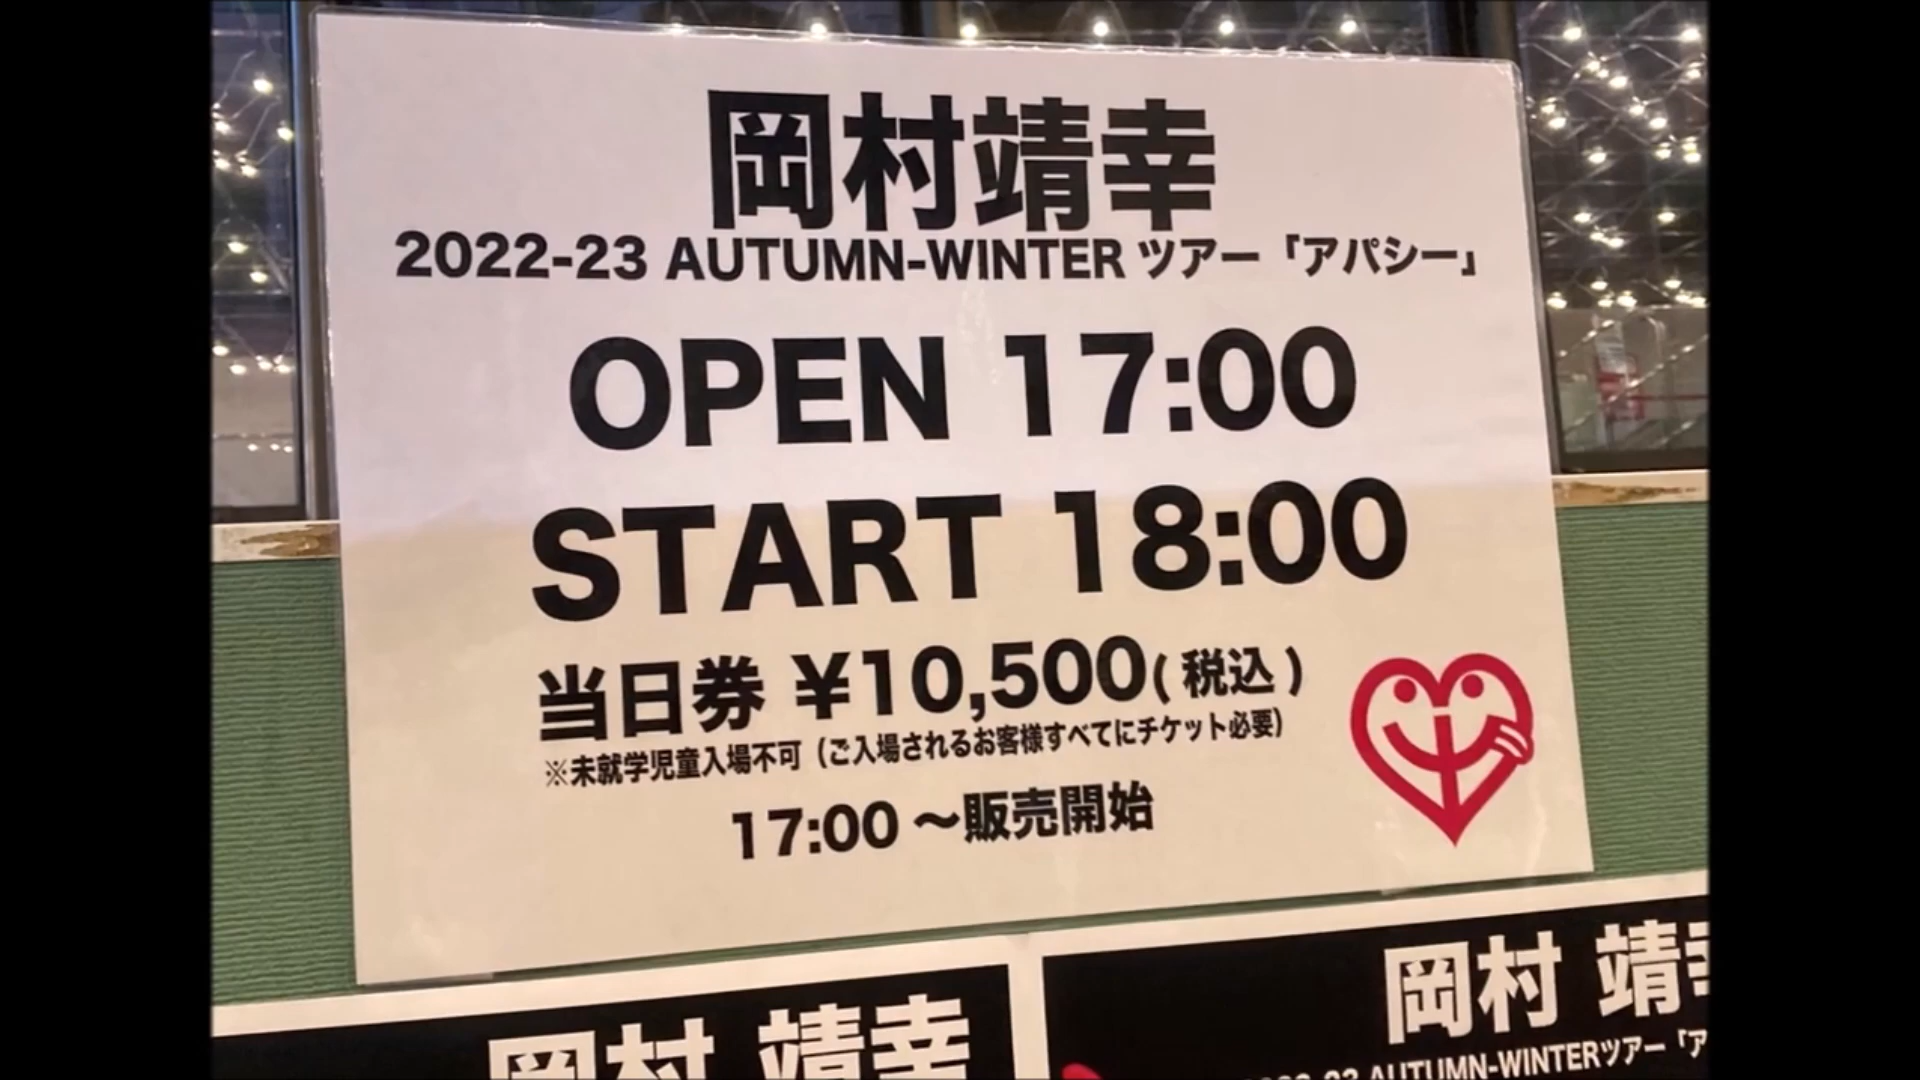 岡村靖幸
2022-23 AUTUMN-WINTER ツアー「アパシー」
OPEN 17:00
START 18:00
当日券 ¥10,500(税込)
※未就学児童入場不可（ご入場されるお客様すべてにチケット必要）
17:00～販売開始
岡村 靖幸
岡村 靖
AUTUMN-WINTERツアー「ア